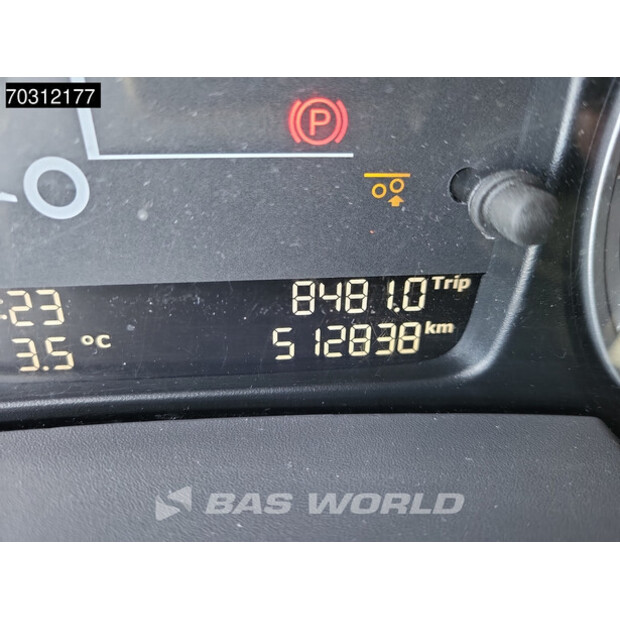 70312177
P
:23 8481.0 Trip
3.5 °C 512838 km
BAS WORLD